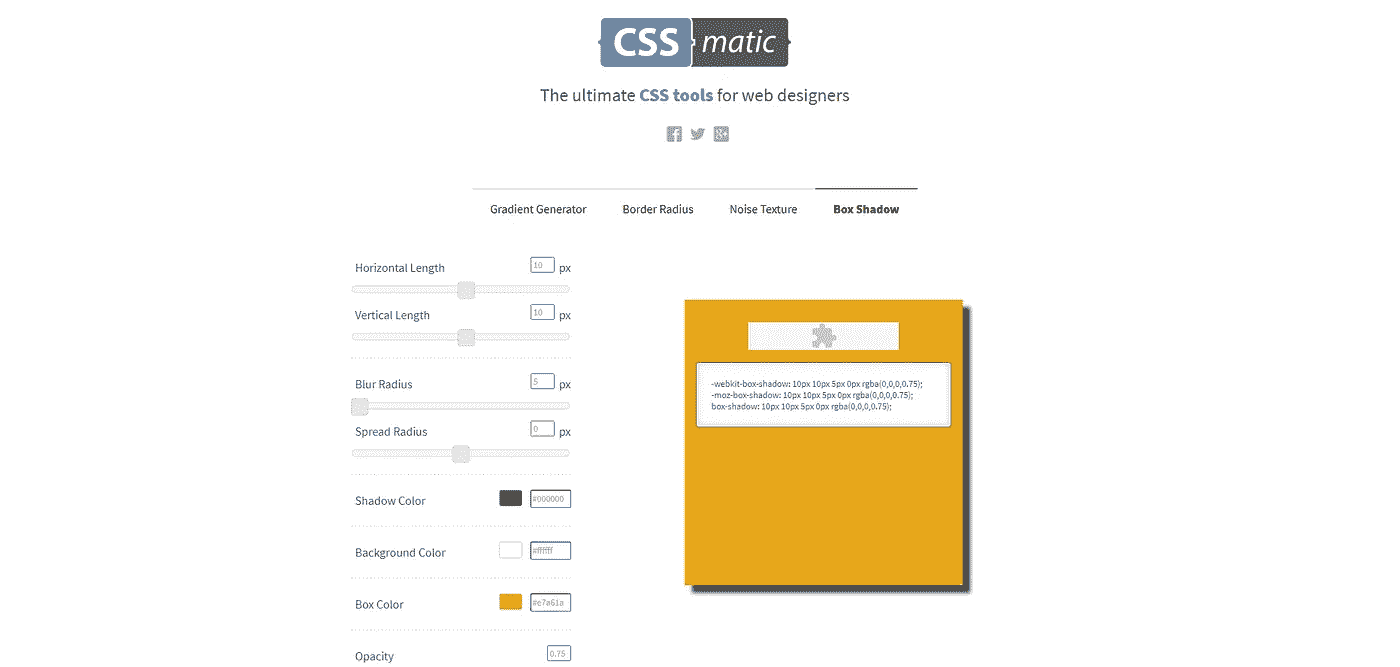 CSS matic
The ultimate CSS tools for web designers
Gradient Generator Border Radius Noise Texture Box Shadow
Horizontal Length 10 px
Vertical Length 10 px
Blur Radius 5 px
Spread Radius 0 px
Shadow Color #000000
Background Color #ffffff
Box Color #e7a61a
Opacity 0.75
-webkit-box-shadow: 10px 10px 5px 0px rgba(0,0,0,0.75);
-moz-box-shadow: 10px 10px 5px 0px rgba(0,0,0,0.75);
box-shadow: 10px 10px 5px 0px rgba(0,0,0,0.75);